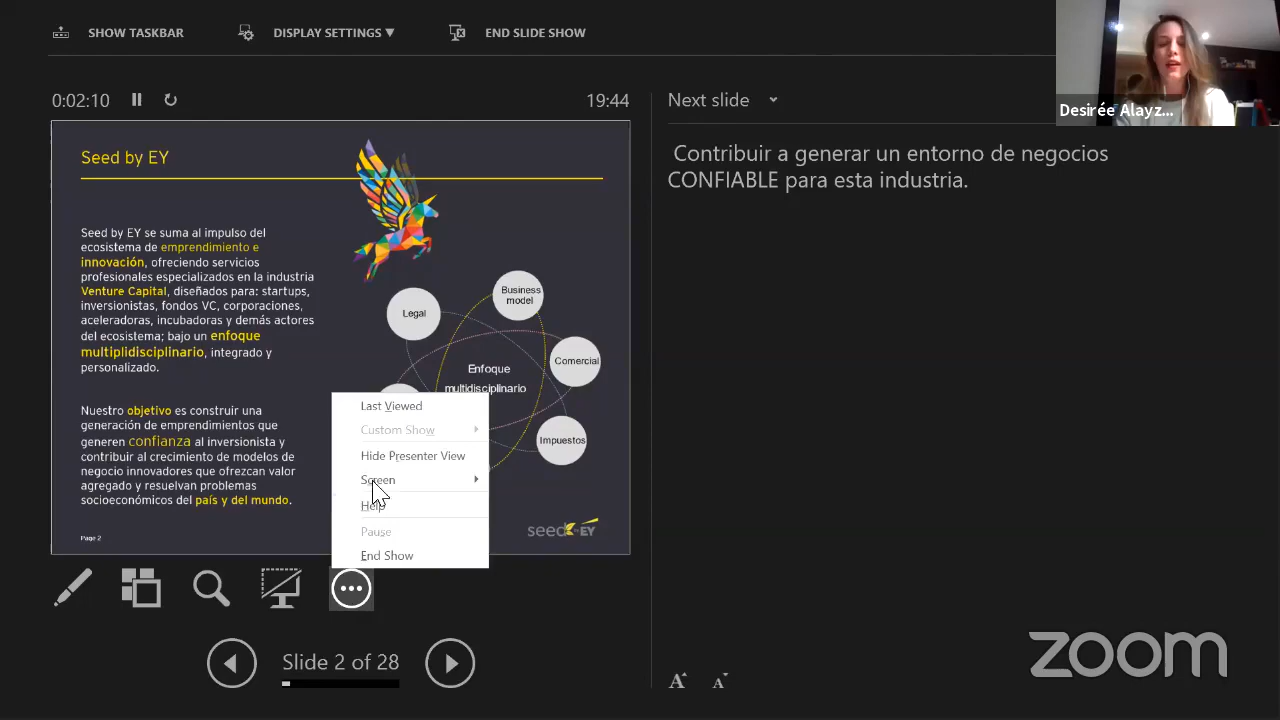 SHOW TASKBAR
DISPLAY SETTINGS ▼
END SLIDE SHOW
Desirée Alayz...
0:02:10
19:44
Next slide
Seed by EY
Seed by EY se suma al impulso del
ecosistema de emprendimiento e
innovación, ofreciendo servicios
profesionales especializados en la industria
Venture Capital, diseñados para: startups,
inversionistas, fondos VC, corporaciones,
aceleradoras, incubadoras y demás actores
del ecosistema; bajo un enfoque
multiplidisciplinario, integrado y
personalizado.
Nuestro objetivo es construir una
generación de emprendimientos que
generen confianza al inversionista y
contribuir al crecimiento de modelos de
negocio innovadores que ofrezcan valor
agregado y resuelvan problemas
socioeconómicos del país y del mundo.
Page 2
Legal
Business
model
Comercial
Enfoque
multidisciplinario
Impuestos
seed by EY
Last Viewed
Custom Show
Hide Presenter View
Screen
Help
Pause
End Show
Slide 2 of 28
Contribuir a generar un entorno de negocios
CONFIABLE para esta industria.
A A
zoom